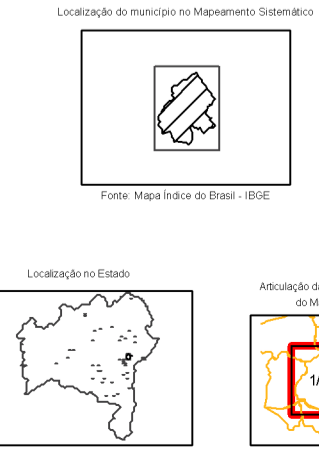 Localização do município no Mapeamento Sistemático
Fonte: Mapa Índice do Brasil - IBGE
Localização no Estado
Articulação da
do M
1/